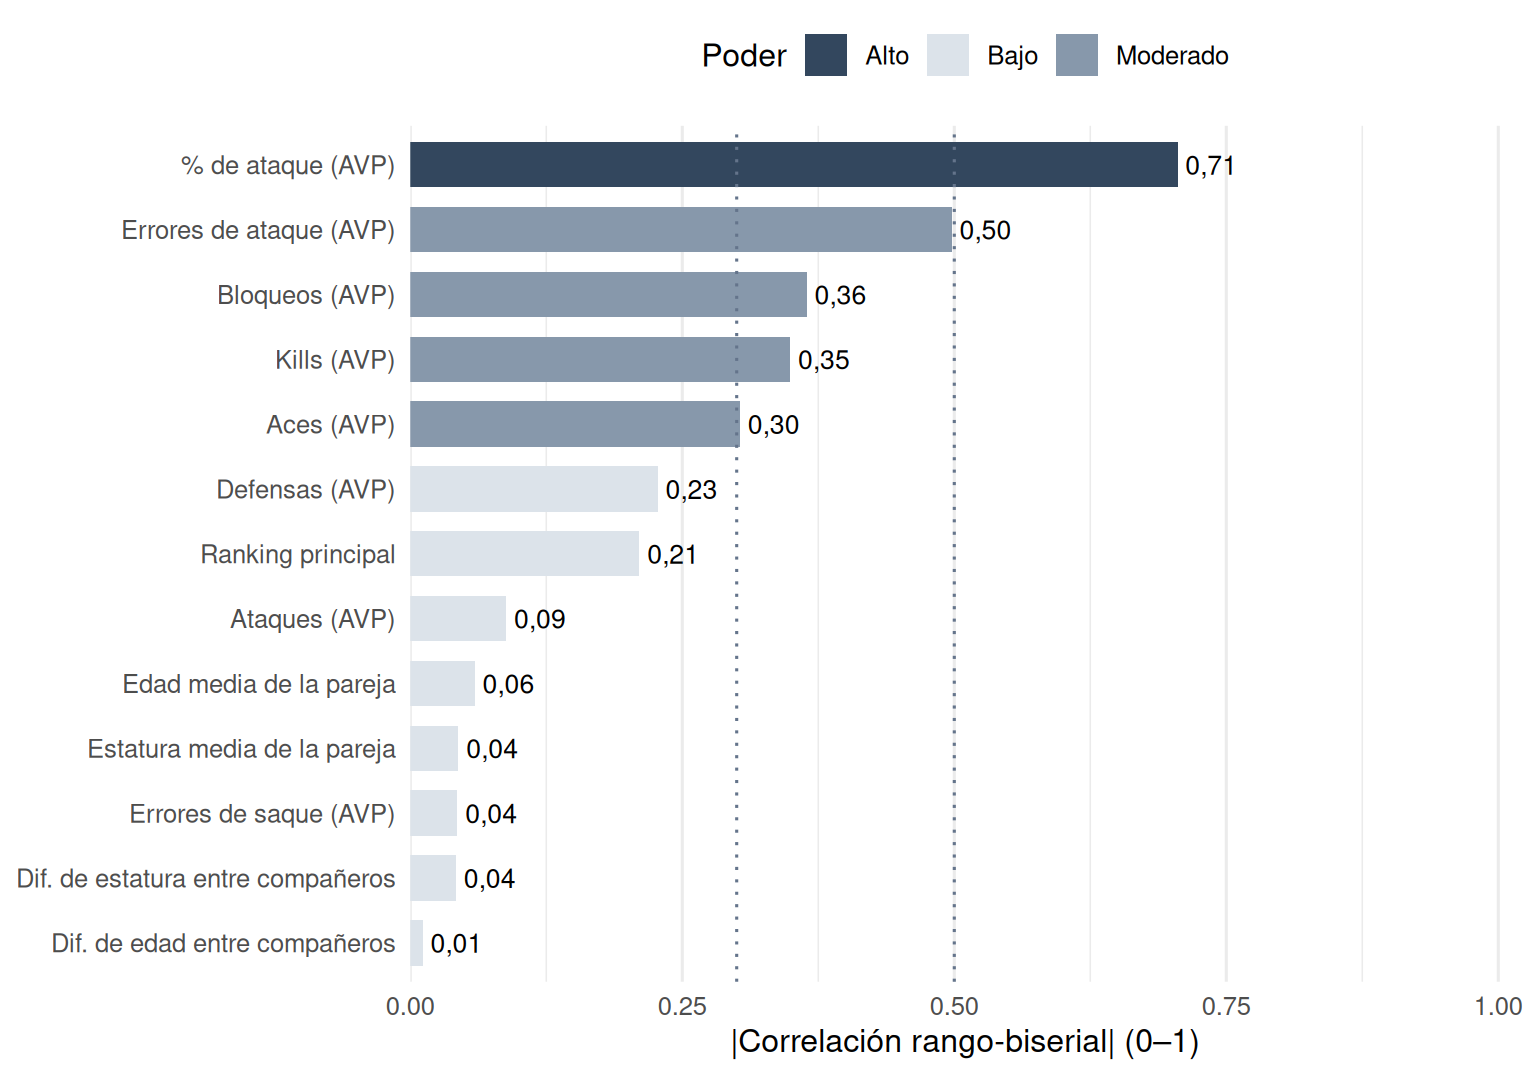 Poder Alto Bajo Moderado
% de ataque (AVP) 0,71
Errores de ataque (AVP) 0,50
Bloqueos (AVP) 0,36
Kills (AVP) 0,35
Aces (AVP) 0,30
Defensas (AVP) 0,23
Ranking principal 0,21
Ataques (AVP) 0,09
Edad media de la pareja 0,06
Estatura media de la pareja 0,04
Errores de saque (AVP) 0,04
Dif. de estatura entre compañeros 0,04
Dif. de edad entre compañeros 0,01
0.00 0.25 0.50 0.75 1.00
|Correlación rango-biserial| (0–1)